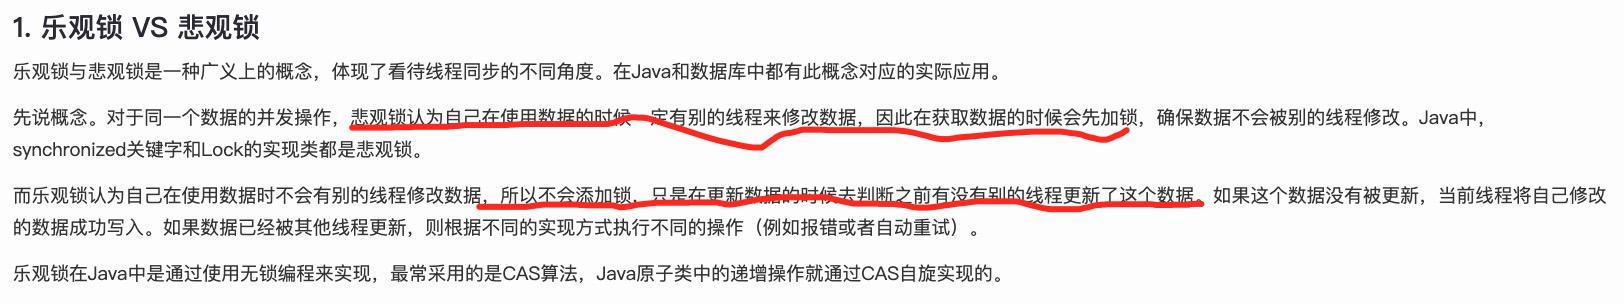 1. 乐观锁 VS 悲观锁
乐观锁与悲观锁是一种广义上的概念，体现了看待线程同步的不同角度。在Java和数据库中都有此概念对应的实际应用。
先说概念。对于同一个数据的并发操作，悲观锁认为自己在使用数据的时候一定有别的线程来修改数据，因此在获取数据的时候会先加锁，确保数据不会被别的线程修改。Java中，
synchronized关键字和Lock的实现类都是悲观锁。
而乐观锁认为自己在使用数据时不会有别的线程修改数据，所以不会添加锁，只是在更新数据的时候去判断之前有没有别的线程更新了这个数据。如果这个数据没有被更新，当前线程将自己修改
的数据成功写入。如果数据已经被其他线程更新，则根据不同的实现方式执行不同的操作（例如报错或者自动重试）。
乐观锁在Java中是通过使用无锁编程来实现，最常采用的是CAS算法，Java原子类中的递增操作就通过CAS自旋实现的。